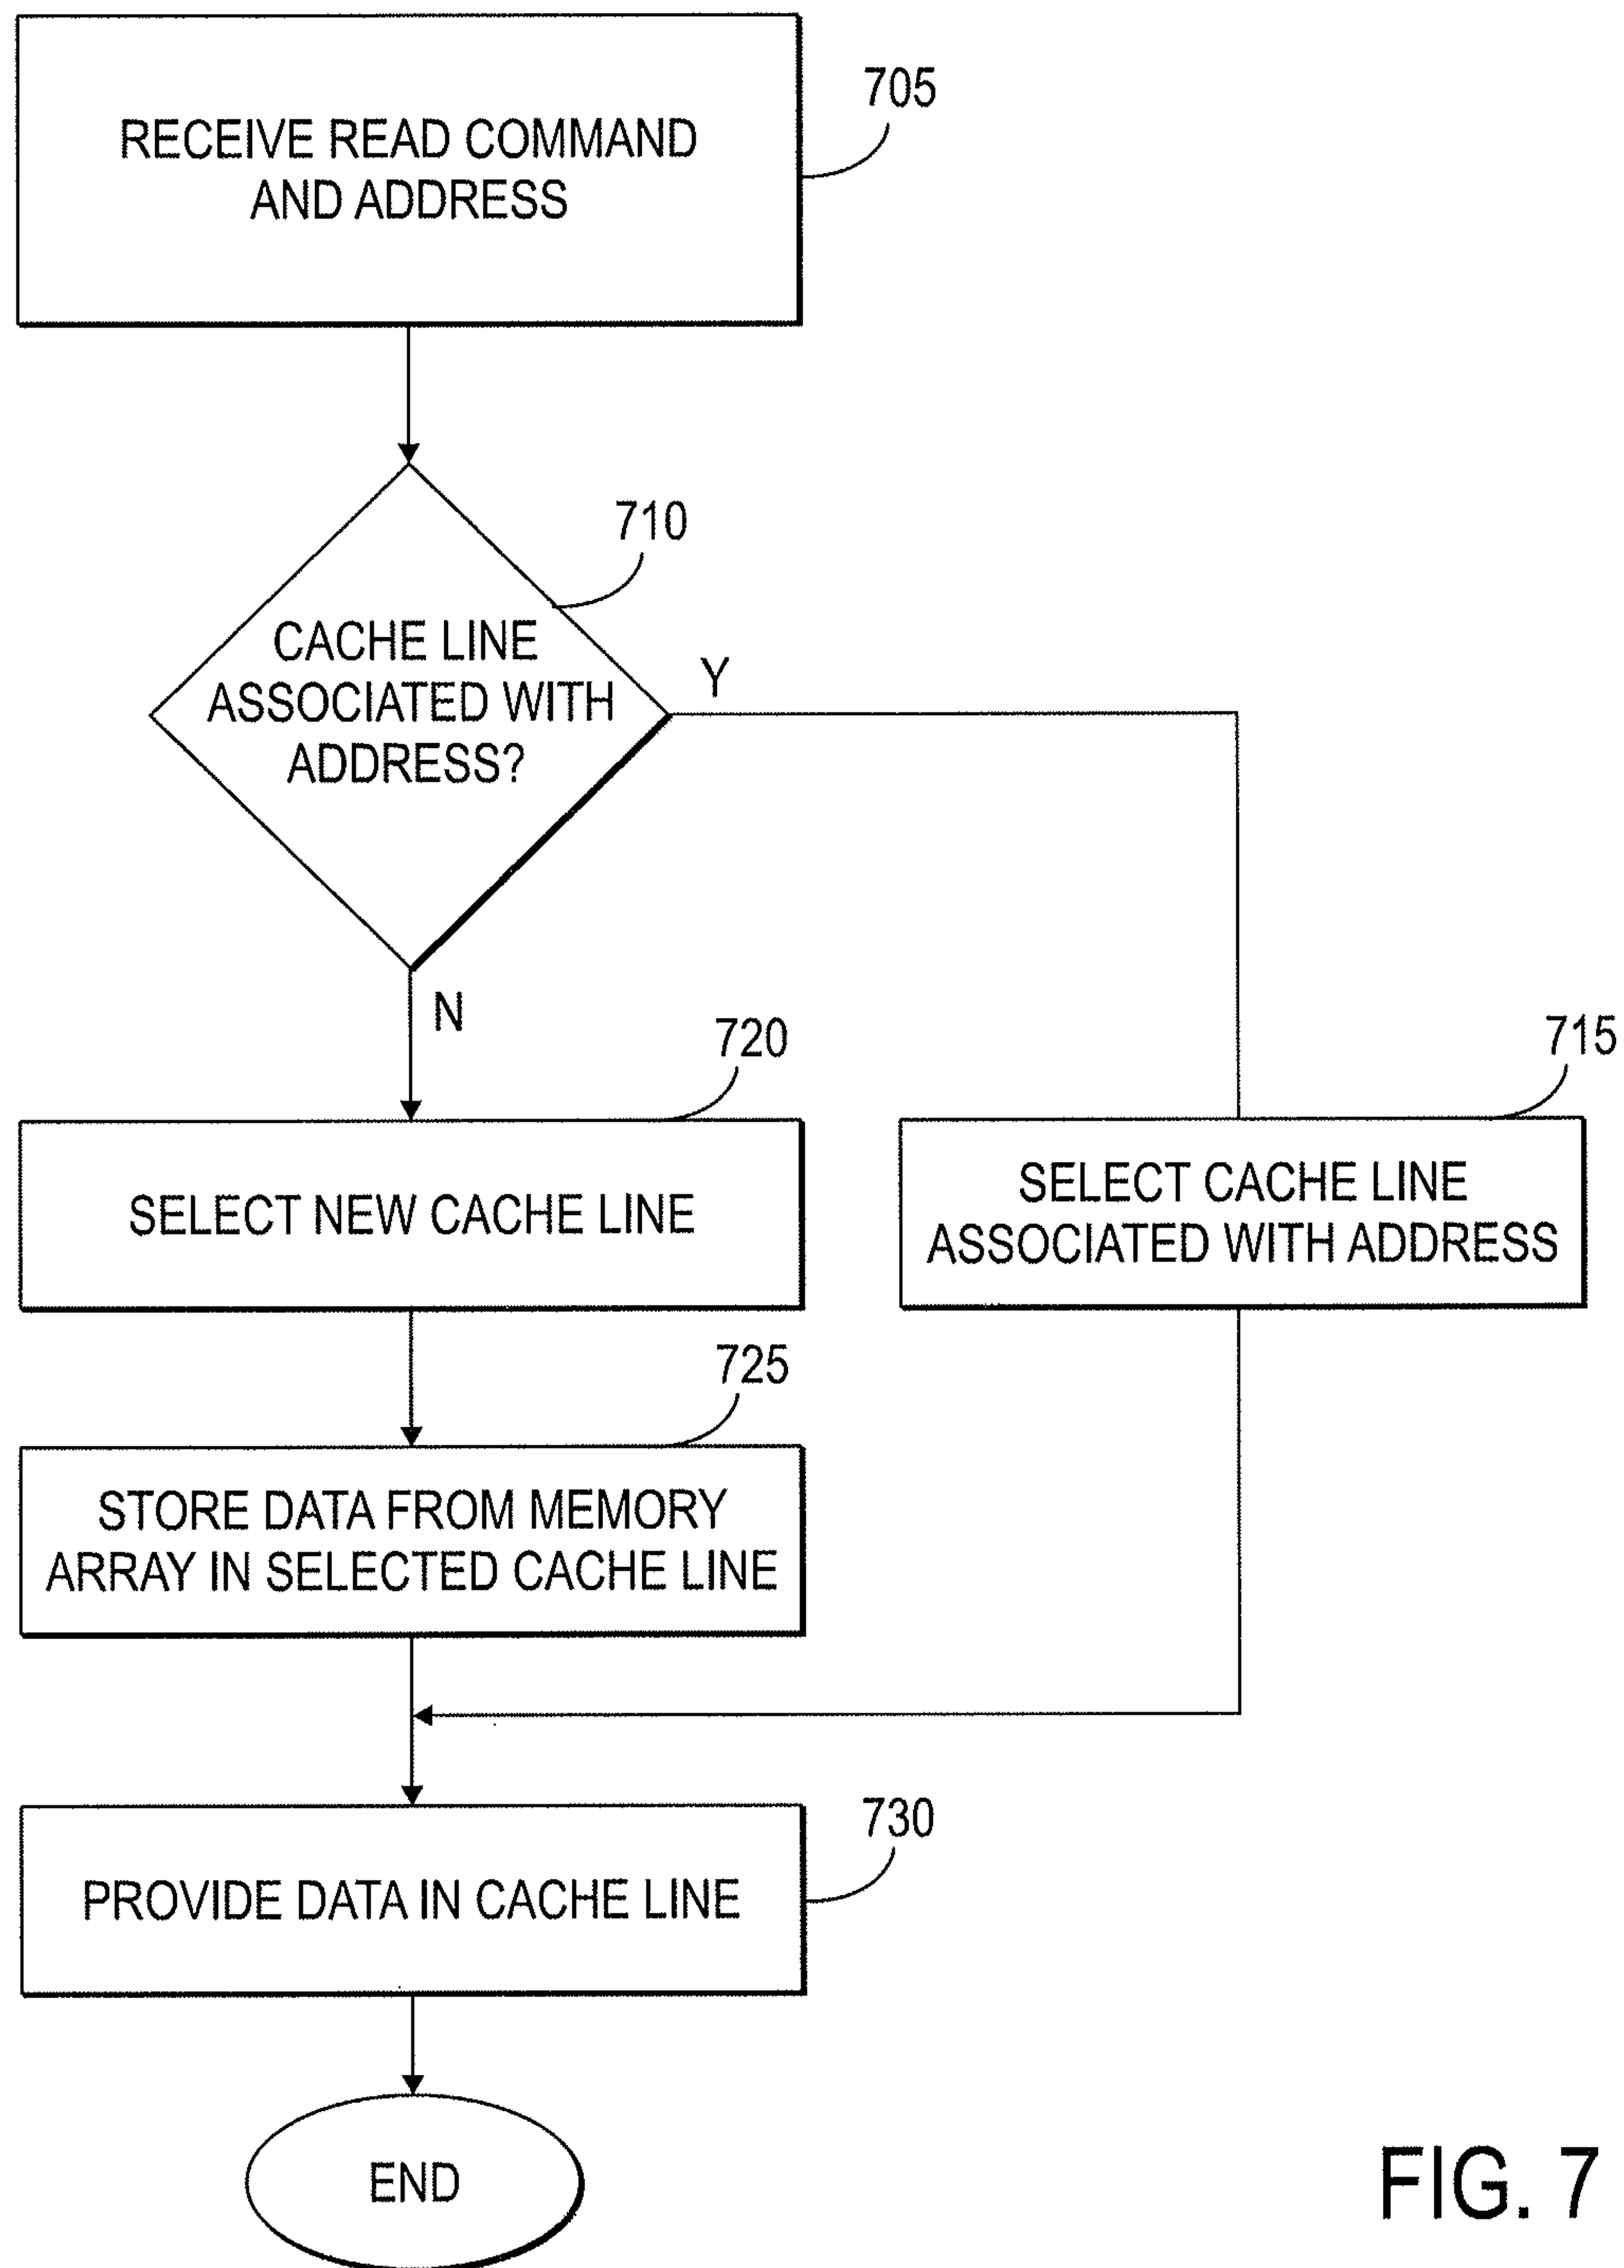 RECEIVE READ COMMAND
AND ADDRESS
705
710
CACHE LINE
ASSOCIATED WITH
ADDRESS?
Y
N
720
SELECT NEW CACHE LINE
715
SELECT CACHE LINE
ASSOCIATED WITH ADDRESS
725
STORE DATA FROM MEMORY
ARRAY IN SELECTED CACHE LINE
730
PROVIDE DATA IN CACHE LINE
END
FIG. 7